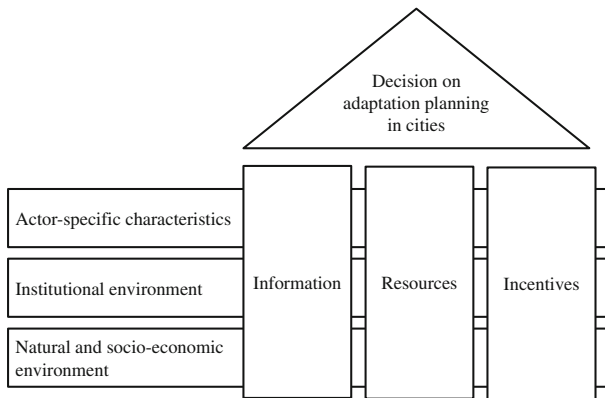 Decision on
adaptation planning
in cities
Actor-specific characteristics
Institutional environment
Information
Resources
Incentives
Natural and socio-economic
environment